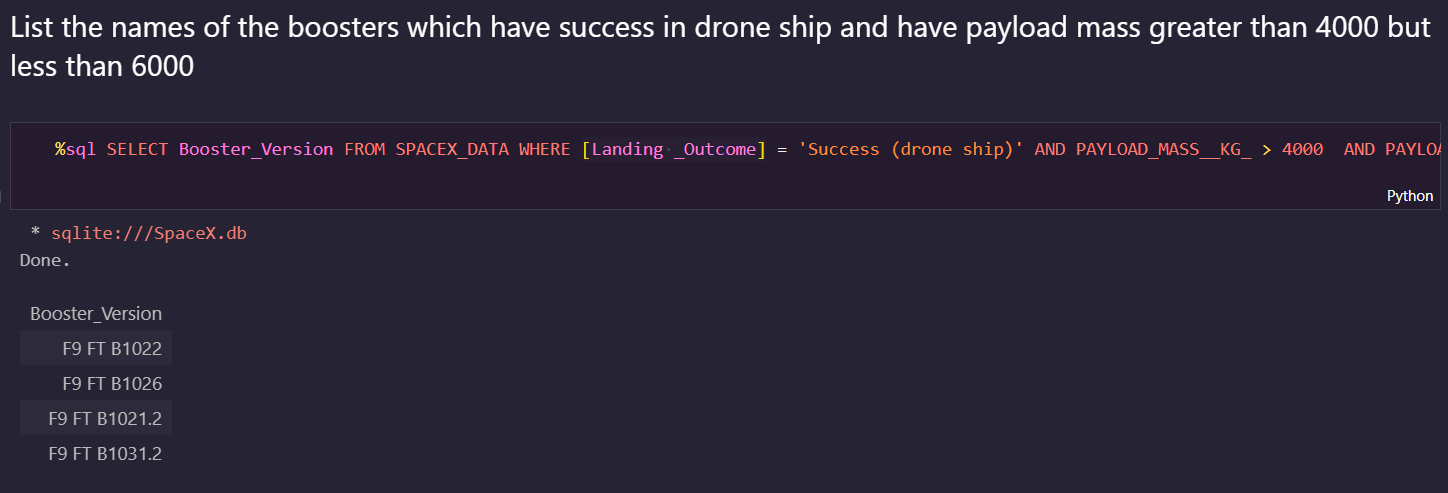 List the names of the boosters which have success in drone ship and have payload mass greater than 4000 but
less than 6000
%sql SELECT Booster_Version FROM SPACEX_DATA WHERE [Landing _Outcome] = 'Success (drone ship)' AND PAYLOAD_MASS__KG_ > 4000  AND PAYLOA
Python
* sqlite:///SpaceX.db
Done.
Booster_Version
F9 FT B1022
F9 FT B1026
F9 FT B1021.2
F9 FT B1031.2